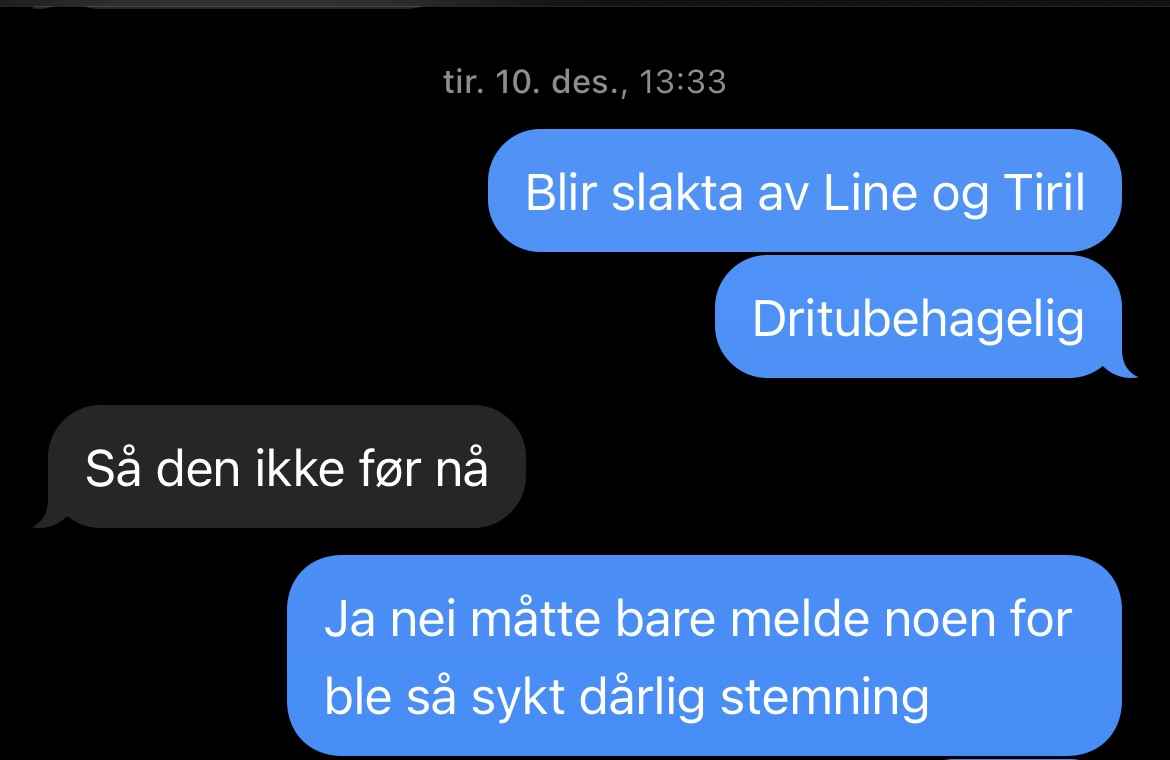 tir. 10. des., 13:33
Blir slakta av Line og Tiril
Dritubehagelig
Så den ikke før nå
Ja nei måtte bare melde noen for
ble så sykt dårlig stemning